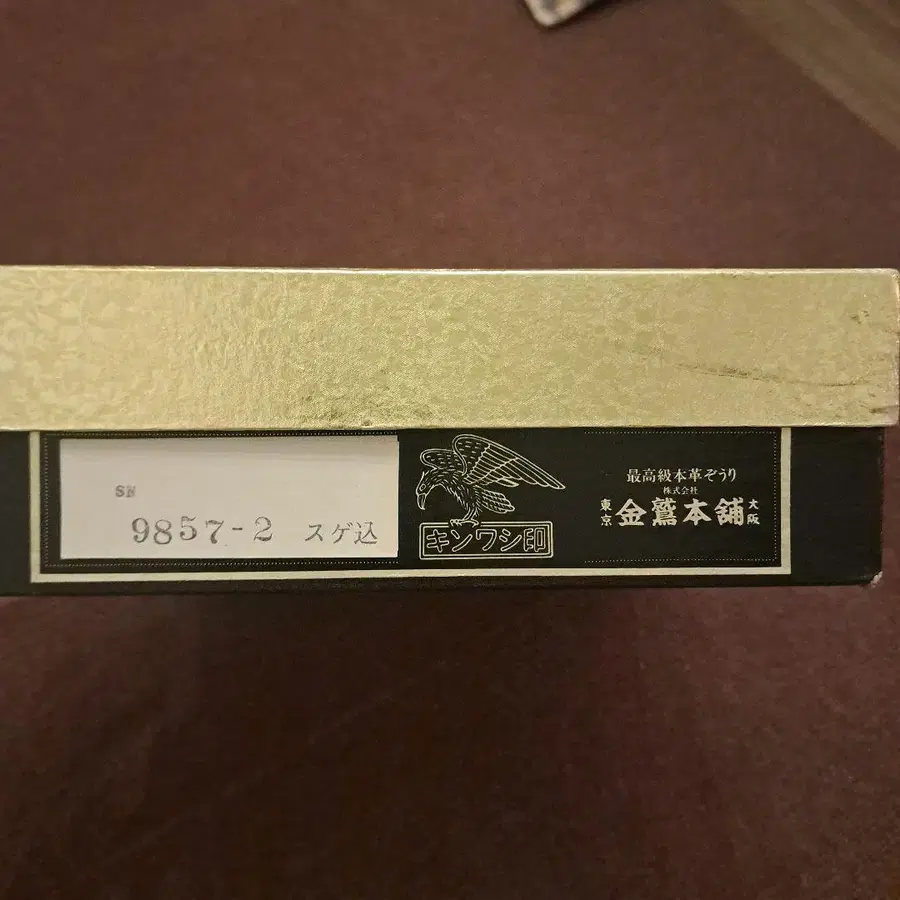 SN
9857-2 スゲ込
キンワシ印
最高級本革ぞうり
株式会社
東京 金鷲本舗 大阪